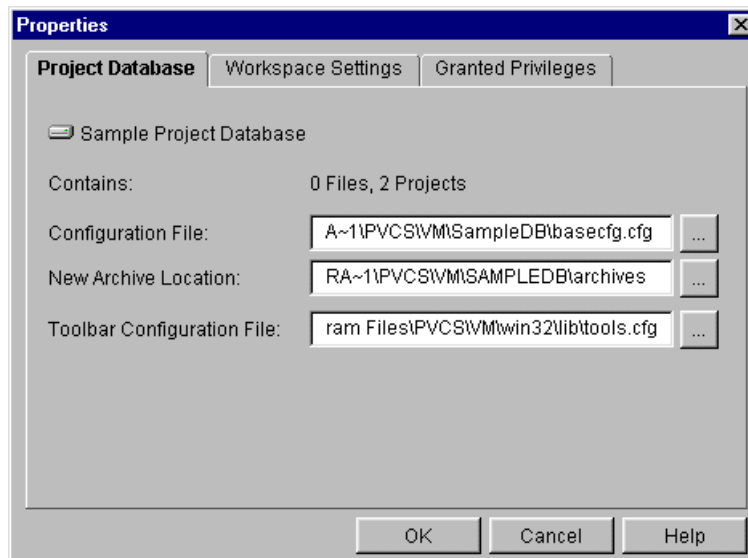 Properties
Project Database Workspace Settings Granted Privileges
Sample Project Database
Contains: 0 Files, 2 Projects
Configuration File: A~1\PVCS\VM\SampleDB\basecfg.cfg ...
New Archive Location: RA~1\PVCS\VM\SAMPLEDB\archives ...
Toolbar Configuration File: ram Files\PVCS\VM\win32\lib\tools.cfg ...
OK Cancel Help